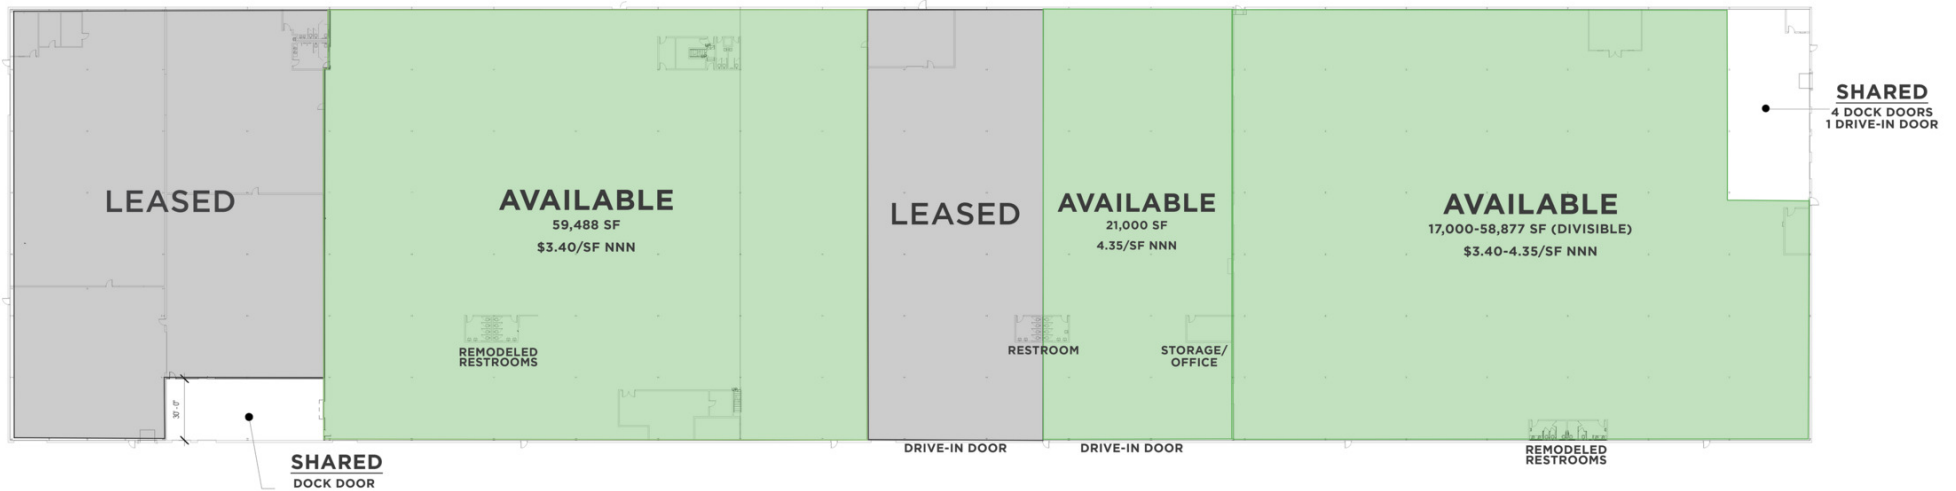 LEASED
AVAILABLE
59,488 SF
$3.40/SF NNN
REMODELED
RESTROOMS
30'-0"
SHARED
DOCK DOOR
LEASED
RESTROOM
DRIVE-IN DOOR
AVAILABLE
21,000 SF
4.35/SF NNN
STORAGE/
OFFICE
DRIVE-IN DOOR
AVAILABLE
17,000-58,877 SF (DIVISIBLE)
$3.40-4.35/SF NNN
REMODELED
RESTROOMS
SHARED
4 DOCK DOORS
1 DRIVE-IN DOOR